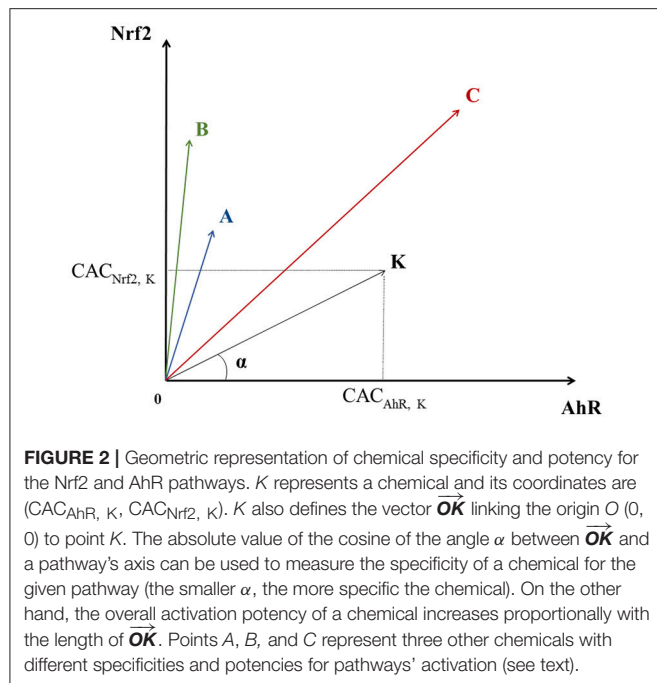 Nrf2
C
B
A
CAC_Nrf2, K
K
α
0
CAC_AhR, K
AhR
FIGURE 2 | Geometric representation of chemical specificity and potency for
the Nrf2 and AhR pathways. K represents a chemical and its coordinates are
(CAC_AhR, K, CAC_Nrf2, K). K also defines the vector OK linking the origin O (0,
0) to point K. The absolute value of the cosine of the angle α between OK and
a pathway's axis can be used to measure the specificity of a chemical for the
given pathway (the smaller α, the more specific the chemical). On the other
hand, the overall activation potency of a chemical increases proportionally with
the length of OK. Points A, B, and C represent three other chemicals with
different specificities and potencies for pathways' activation (see text).